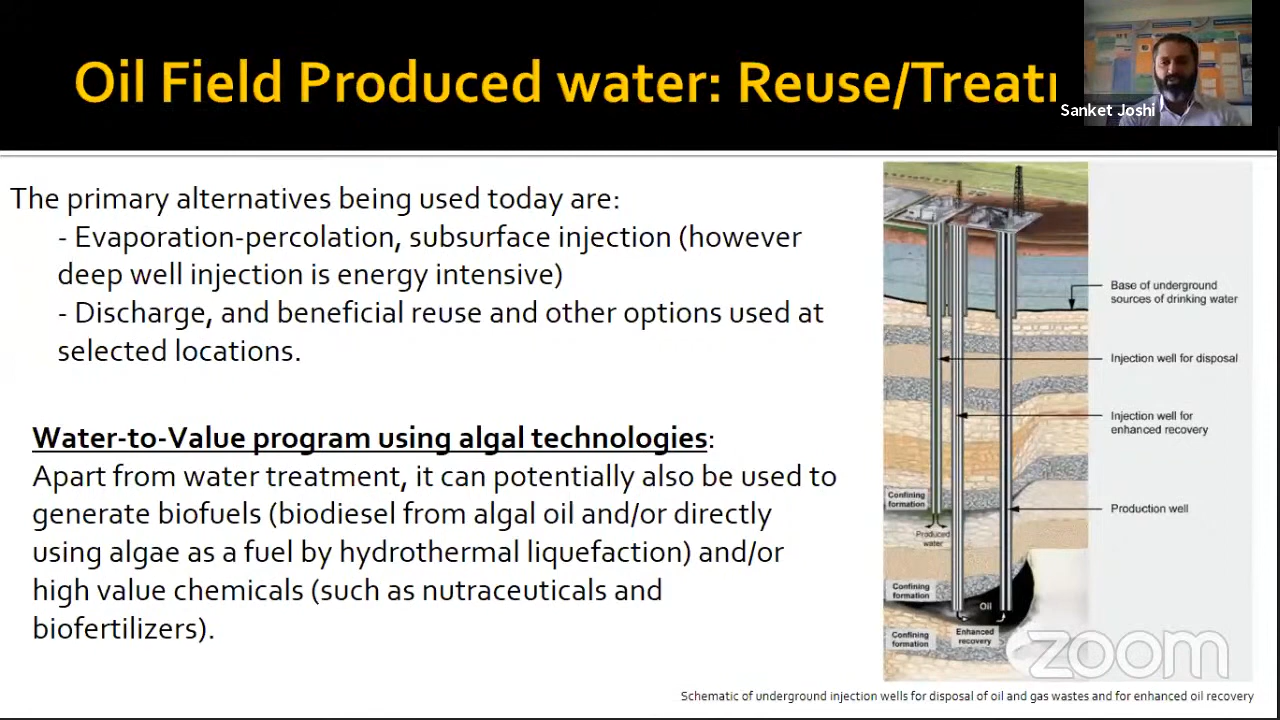 Oil Field Produced water: Reuse/Treatı
Sanket Joshi
The primary alternatives being used today are:
- Evaporation-percolation, subsurface injection (however
deep well injection is energy intensive)
- Discharge, and beneficial reuse and other options used at
selected locations.
Water-to-Value program using algal technologies:
Apart from water treatment, it can potentially also be used to
generate biofuels (biodiesel from algal oil and/or directly
using algae as a fuel by hydrothermal liquefaction) and/or
high value chemicals (such as nutraceuticals and
biofertilizers).
Base of underground
sources of drinking water
Injection well for disposal
Injection well for
enhanced recovery
Confining
formation
Production well
Produced
water
Confining
formation
Oil
Enhanced
recovery
Confining
formation
zoom
Schematic of underground injection wells for disposal of oil and gas wastes and for enhanced oil recovery